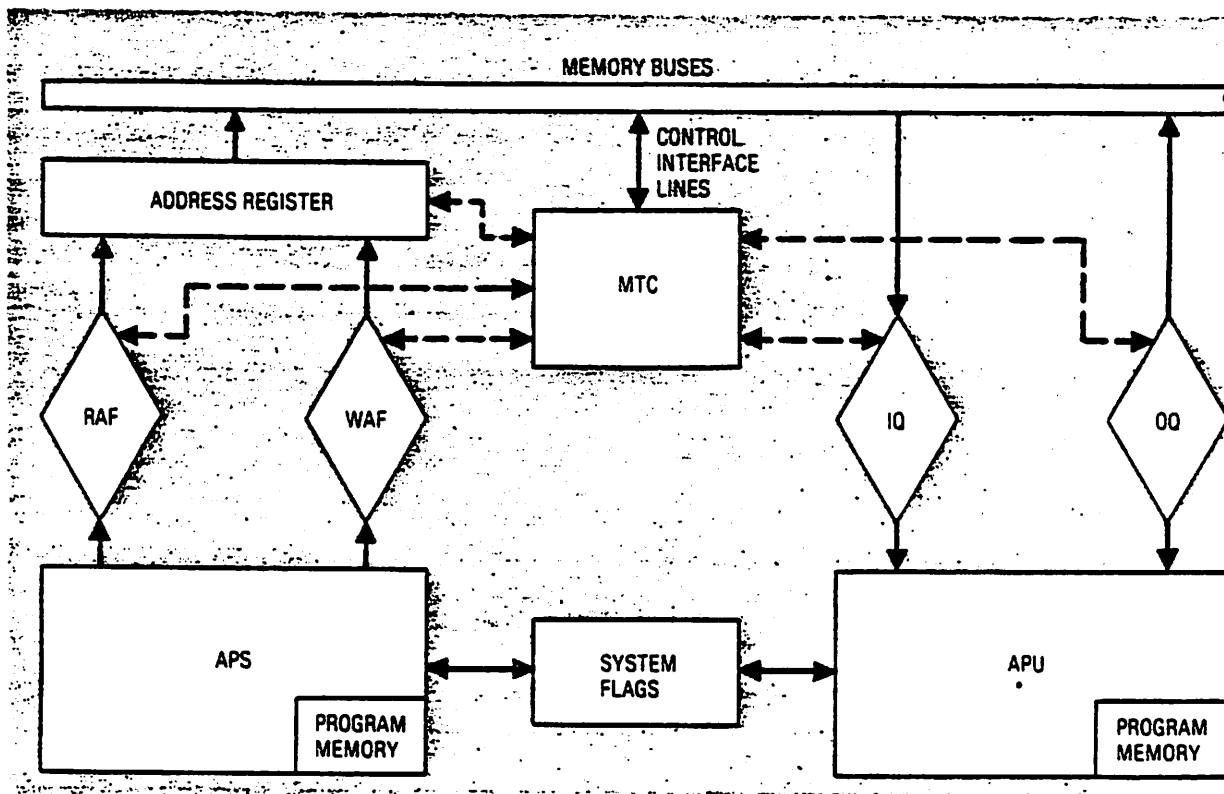 MEMORY BUSES
CONTROL
INTERFACE
LINES
ADDRESS REGISTER
MTC
RAF
WAF
IQ
OQ
APS
SYSTEM
FLAGS
APU
PROGRAM
MEMORY
PROGRAM
MEMORY